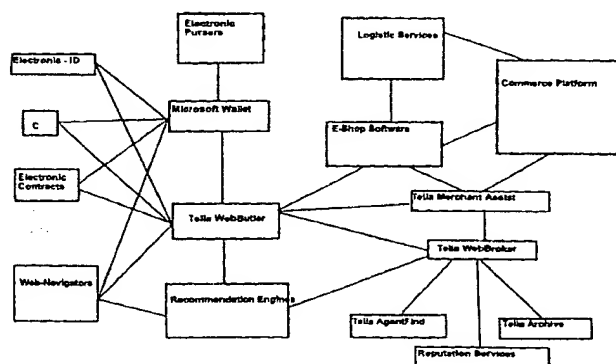 Electronic
Pursers
Logistic Services
Electronic - ID
Commerce Platform
Microsoft Wallet
C
E-Shop Software
Electronic
Contracts
Telia WebButler
Telia Merchant Assist
Telia WebBroker
Web-Navigators
Recommendation Engines
Telia AgentFind
Telia Archive
Reputation Services